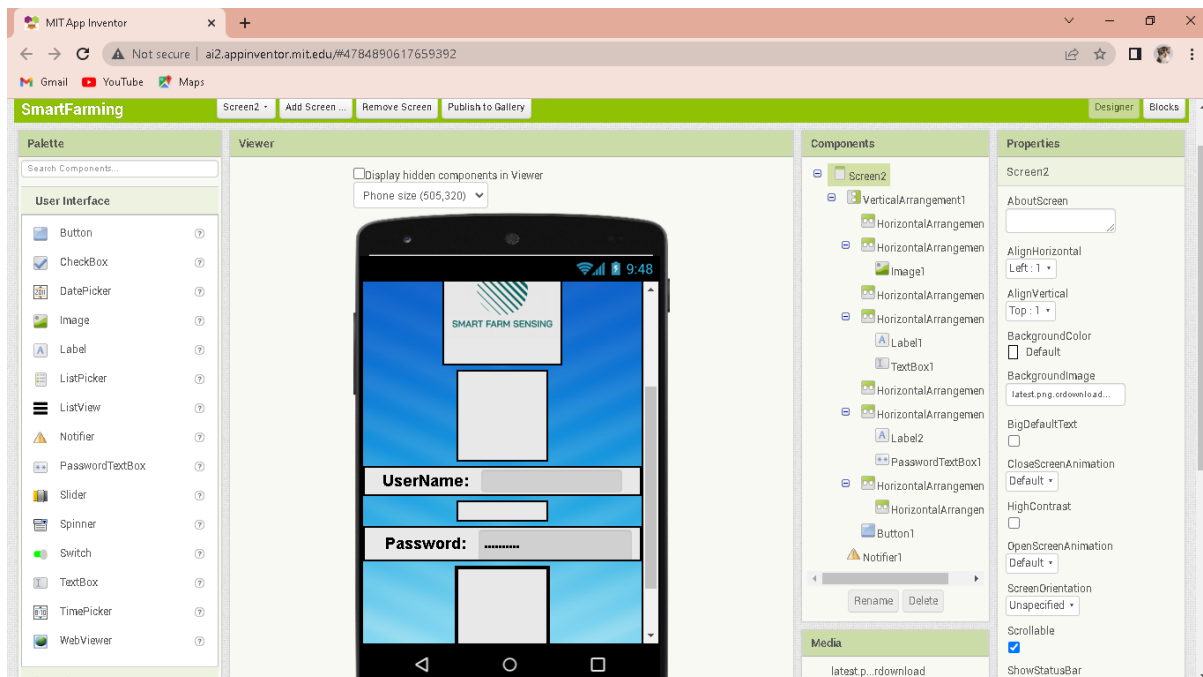 MIT App Inventor
Not secure | ai2.appinventor.mit.edu/#4784890617659392
Gmail YouTube Maps
SmartFarming Screen2 Add Screen ... Remove Screen Publish to Gallery Designer Blocks
Palette
Search Components...
User Interface
Button
CheckBox
DatePicker
Image
Label
ListPicker
ListView
Notifier
PasswordTextBox
Slider
Spinner
Switch
TextBox
TimePicker
WebViewer
Viewer
Display hidden components in Viewer
Phone size (505,320)
9:48
SMART FARM SENSING
UserName:
Password:
Components
Screen2
VerticalArrangement1
HorizontalArrangemen
HorizontalArrangemen
Image1
HorizontalArrangemen
HorizontalArrangemen
Label1
TextBox1
HorizontalArrangemen
HorizontalArrangemen
Label2
PasswordTextBox1
HorizontalArrangemen
HorizontalArrangen
Button1
Notifier1
Rename Delete
Media
latest.p...rdownload
Properties
Screen2
AboutScreen
AlignHorizontal
Left : 1
AlignVertical
Top : 1
BackgroundColor
Default
BackgroundImage
latest.png.crdownload...
BigDefaultText
CloseScreenAnimation
Default
HighContrast
OpenScreenAnimation
Default
ScreenOrientation
Unspecified
Scrollable
ShowStatusBar